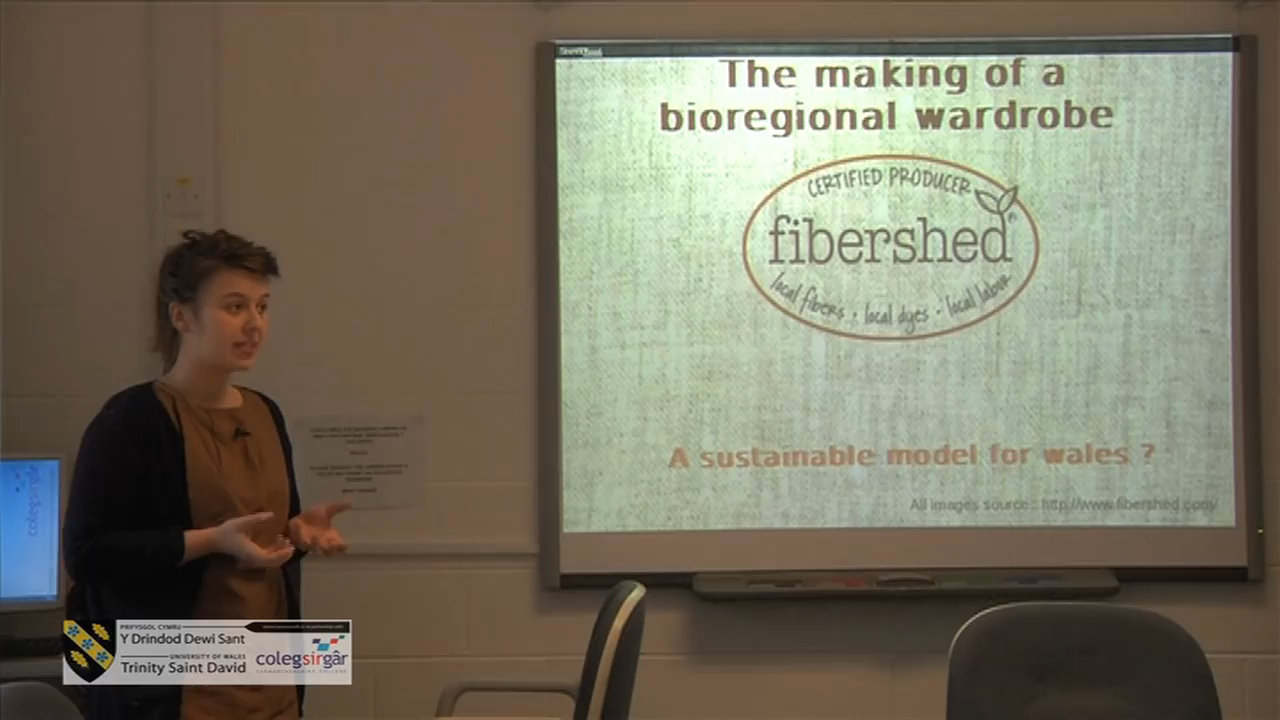 The making of a
bioregional wardrobe
CERTIFIED PRODUCER
fibershed
local fibers • local dyes • local labor
A sustainable model for wales ?
All images source : http://www.fibershed.com/
colegsirgâr
PRIFYSGOL CYMRU
Y Drindod Dewi Sant
UNIVERSITY OF WALES
Trinity Saint David
colegsirgâr